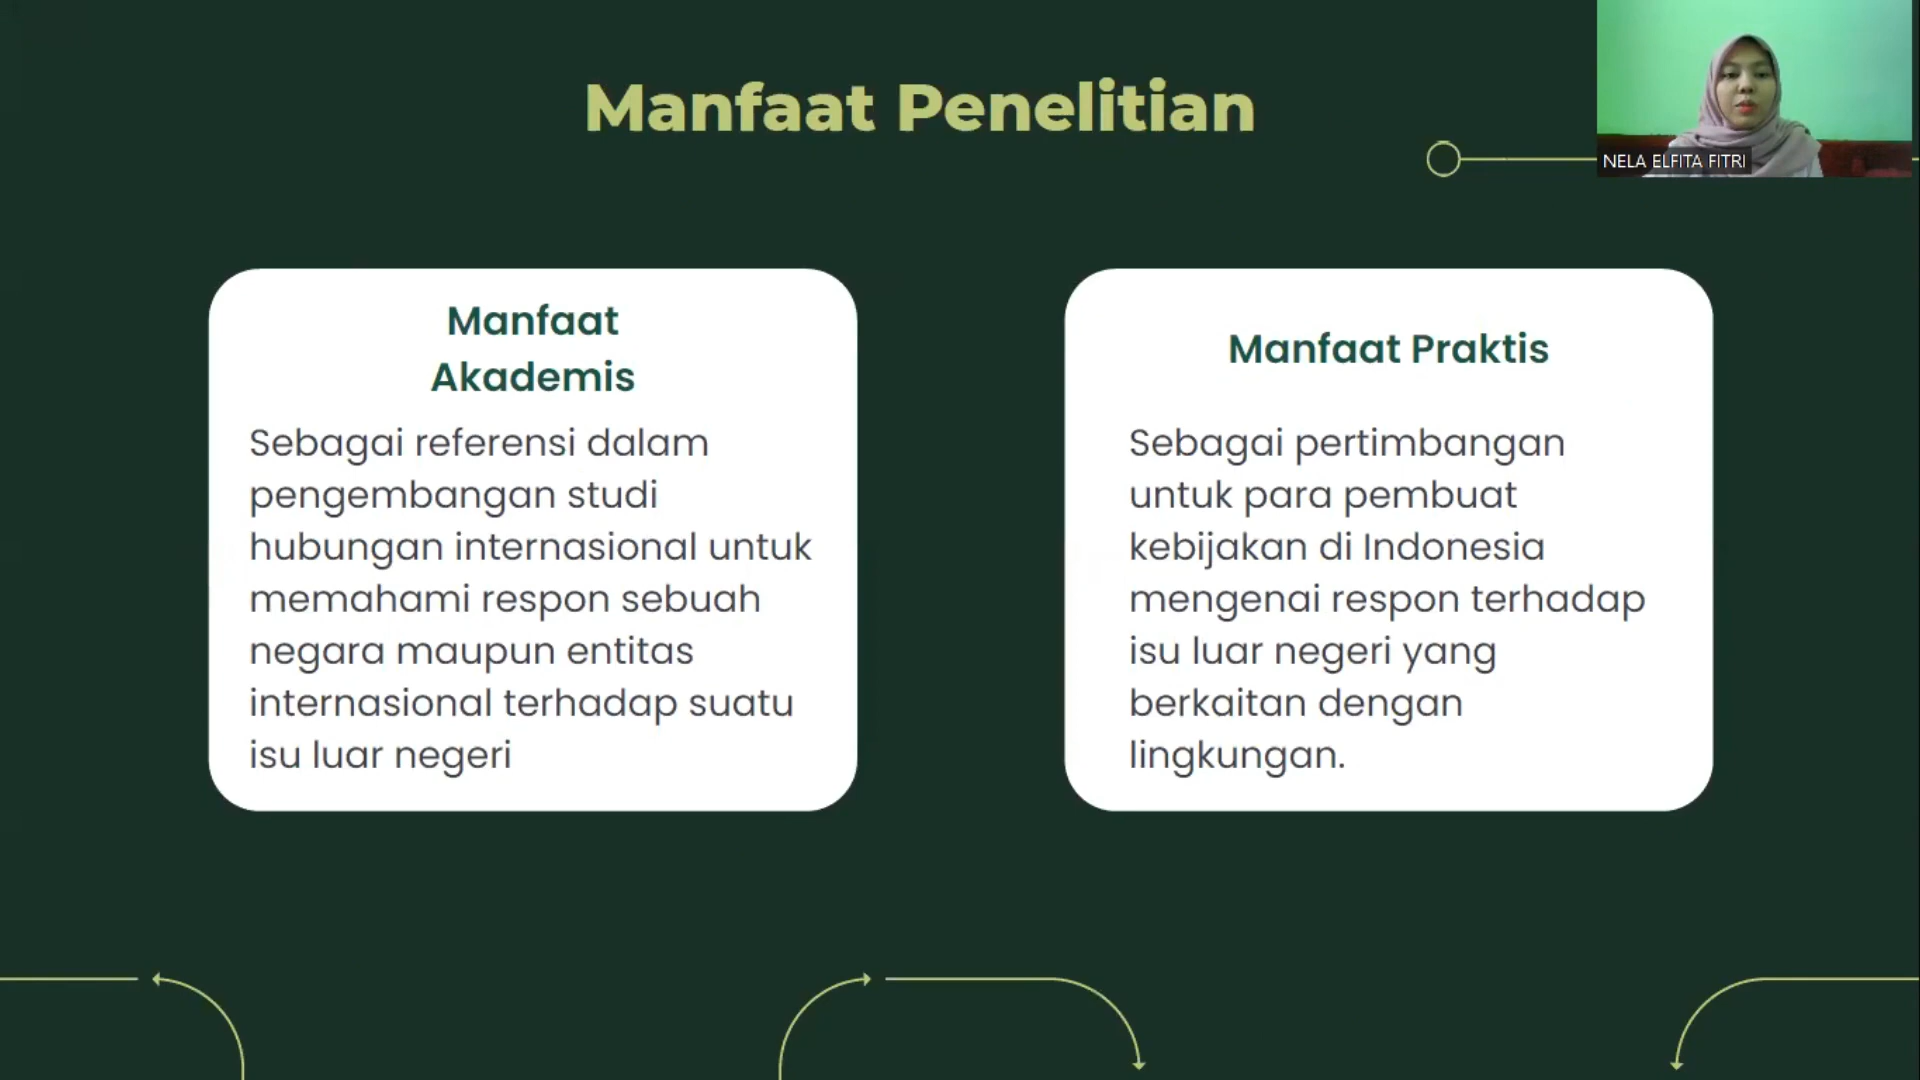 Manfaat Penelitian
NELA ELFITA FITRI
Manfaat
Akademis
Sebagai referensi dalam
pengembangan studi
hubungan internasional untuk
memahami respon sebuah
negara maupun entitas
internasional terhadap suatu
isu luar negeri
Manfaat Praktis
Sebagai pertimbangan
untuk para pembuat
kebijakan di Indonesia
mengenai respon terhadap
isu luar negeri yang
berkaitan dengan
lingkungan.